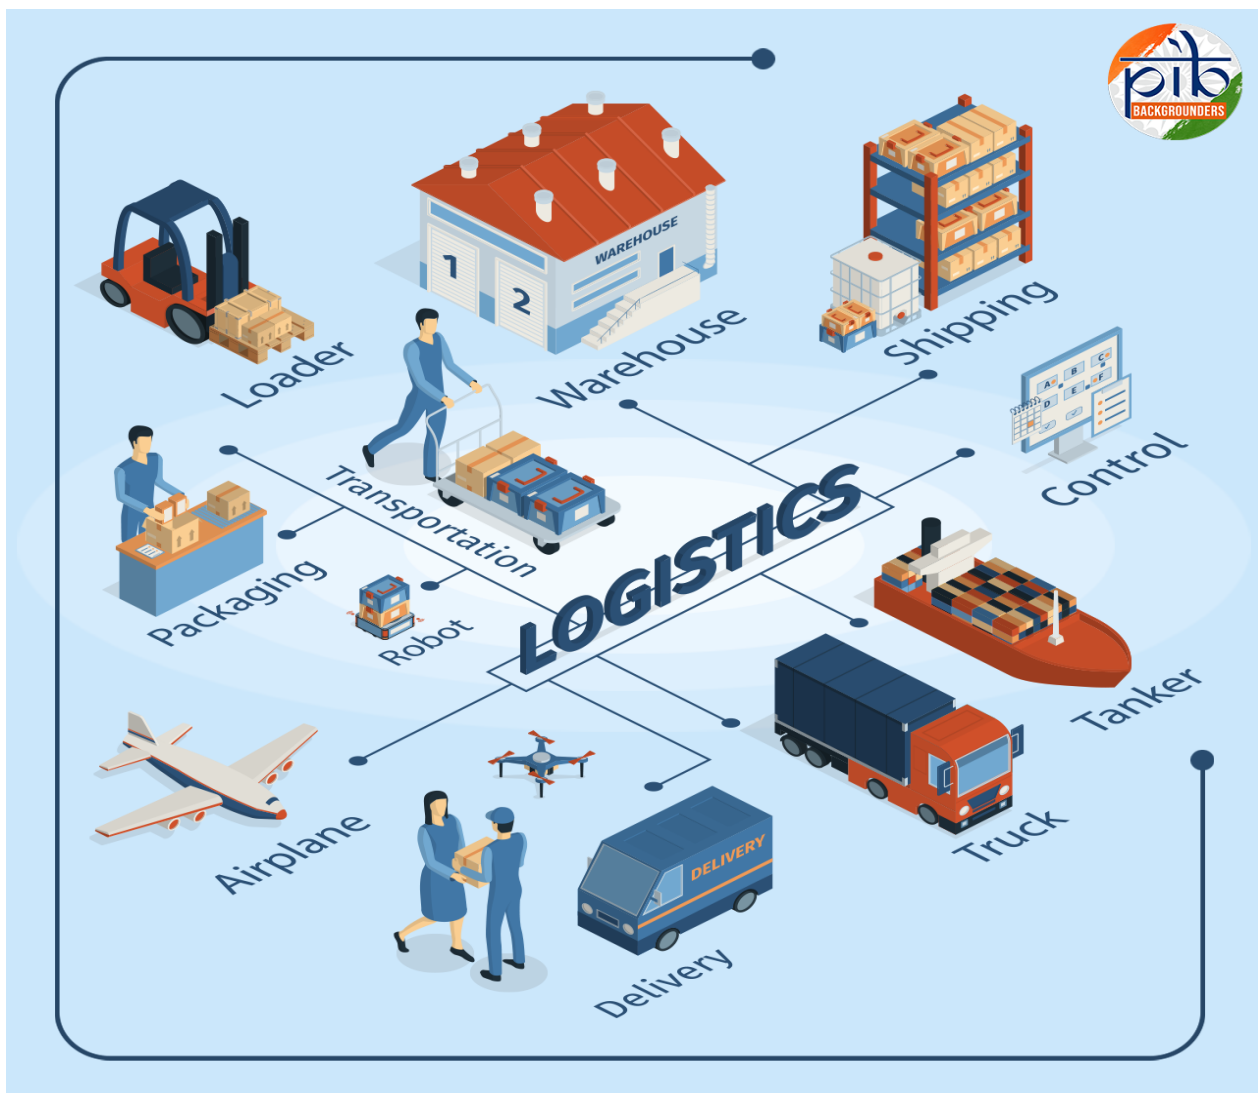 pib
BACKGROUNDERS
WAREHOUSE
1
2
Loader
Warehouse
Shipping
A B C
D E F
Control
Transportation
LOGISTICS
Packaging
Robot
Tanker
Airplane
Truck
DELIVERY
Delivery